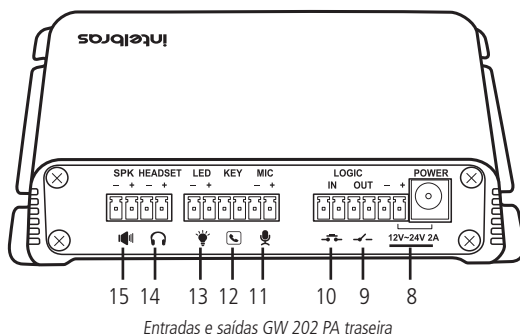 intelbras
SPK HEADSET LED KEY MIC LOGIC POWER
IN OUT
– + – + – + – + – +
12V~24V 2A
15 14 13 12 11 10 9 8
Entradas e saídas GW 202 PA traseira